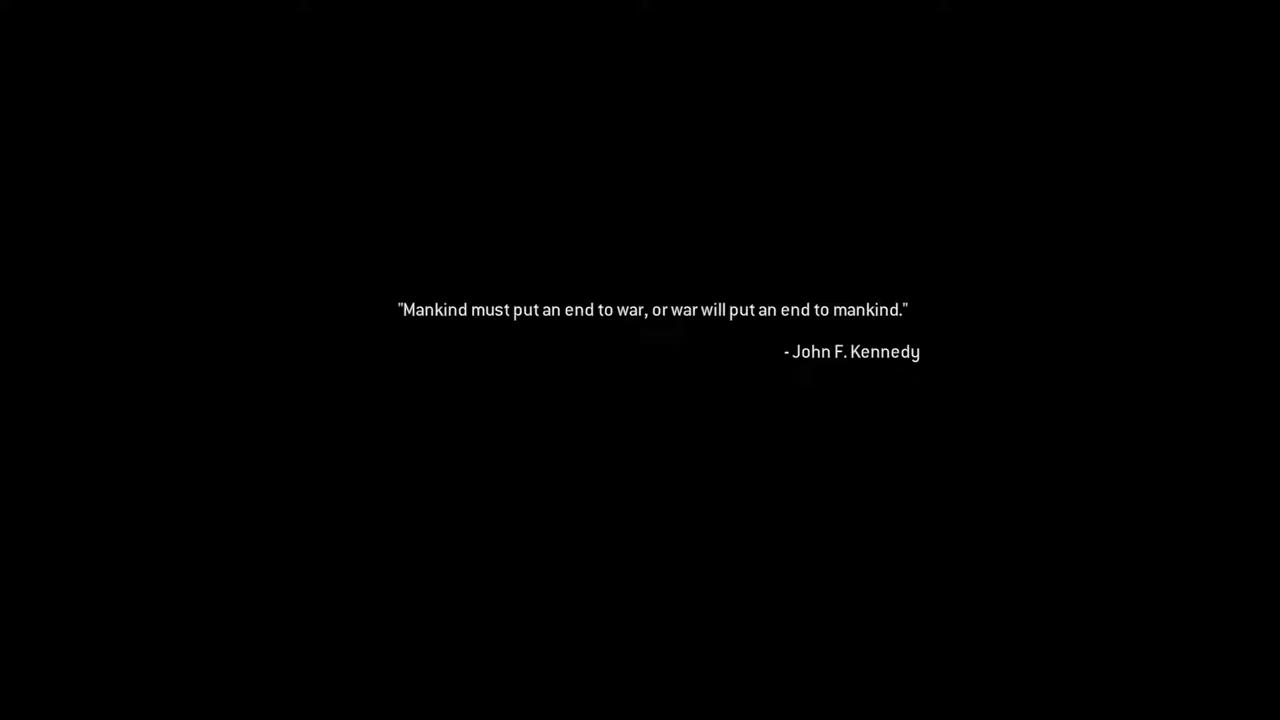 "Mankind must put an end to war, or war will put an end to mankind."
- John F. Kennedy